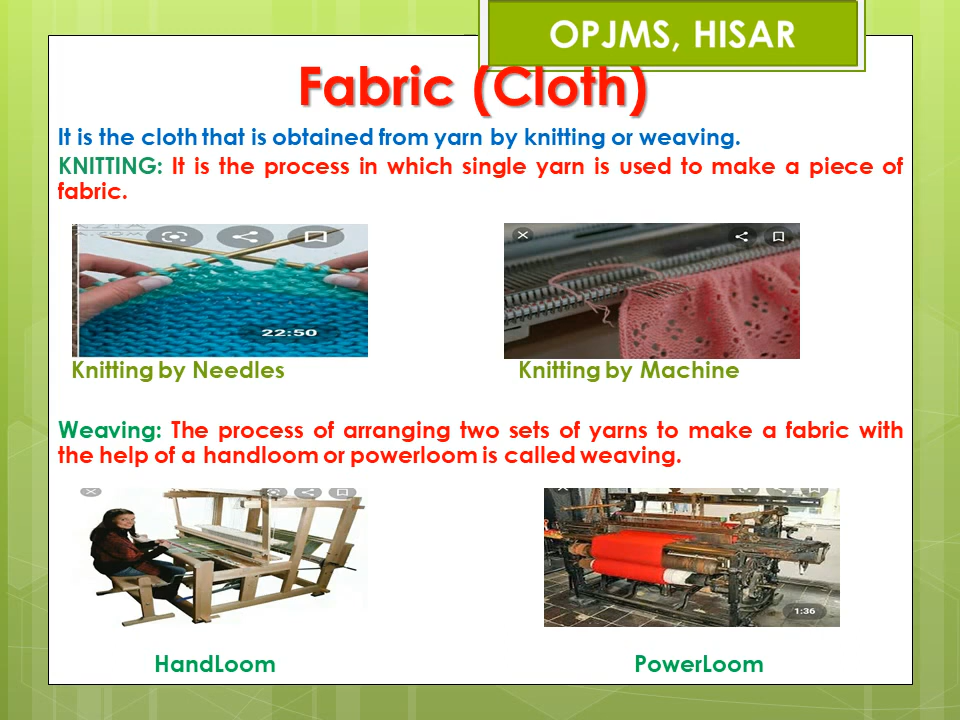 OPJMS, HISAR
Fabric (Cloth)
It is the cloth that is obtained from yarn by knitting or weaving.
KNITTING: It is the process in which single yarn is used to make a piece of
fabric.
22:50
Knitting by Needles
Knitting by Machine
Weaving: The process of arranging two sets of yarns to make a fabric with
the help of a handloom or powerloom is called weaving.
1:36
HandLoom
PowerLoom